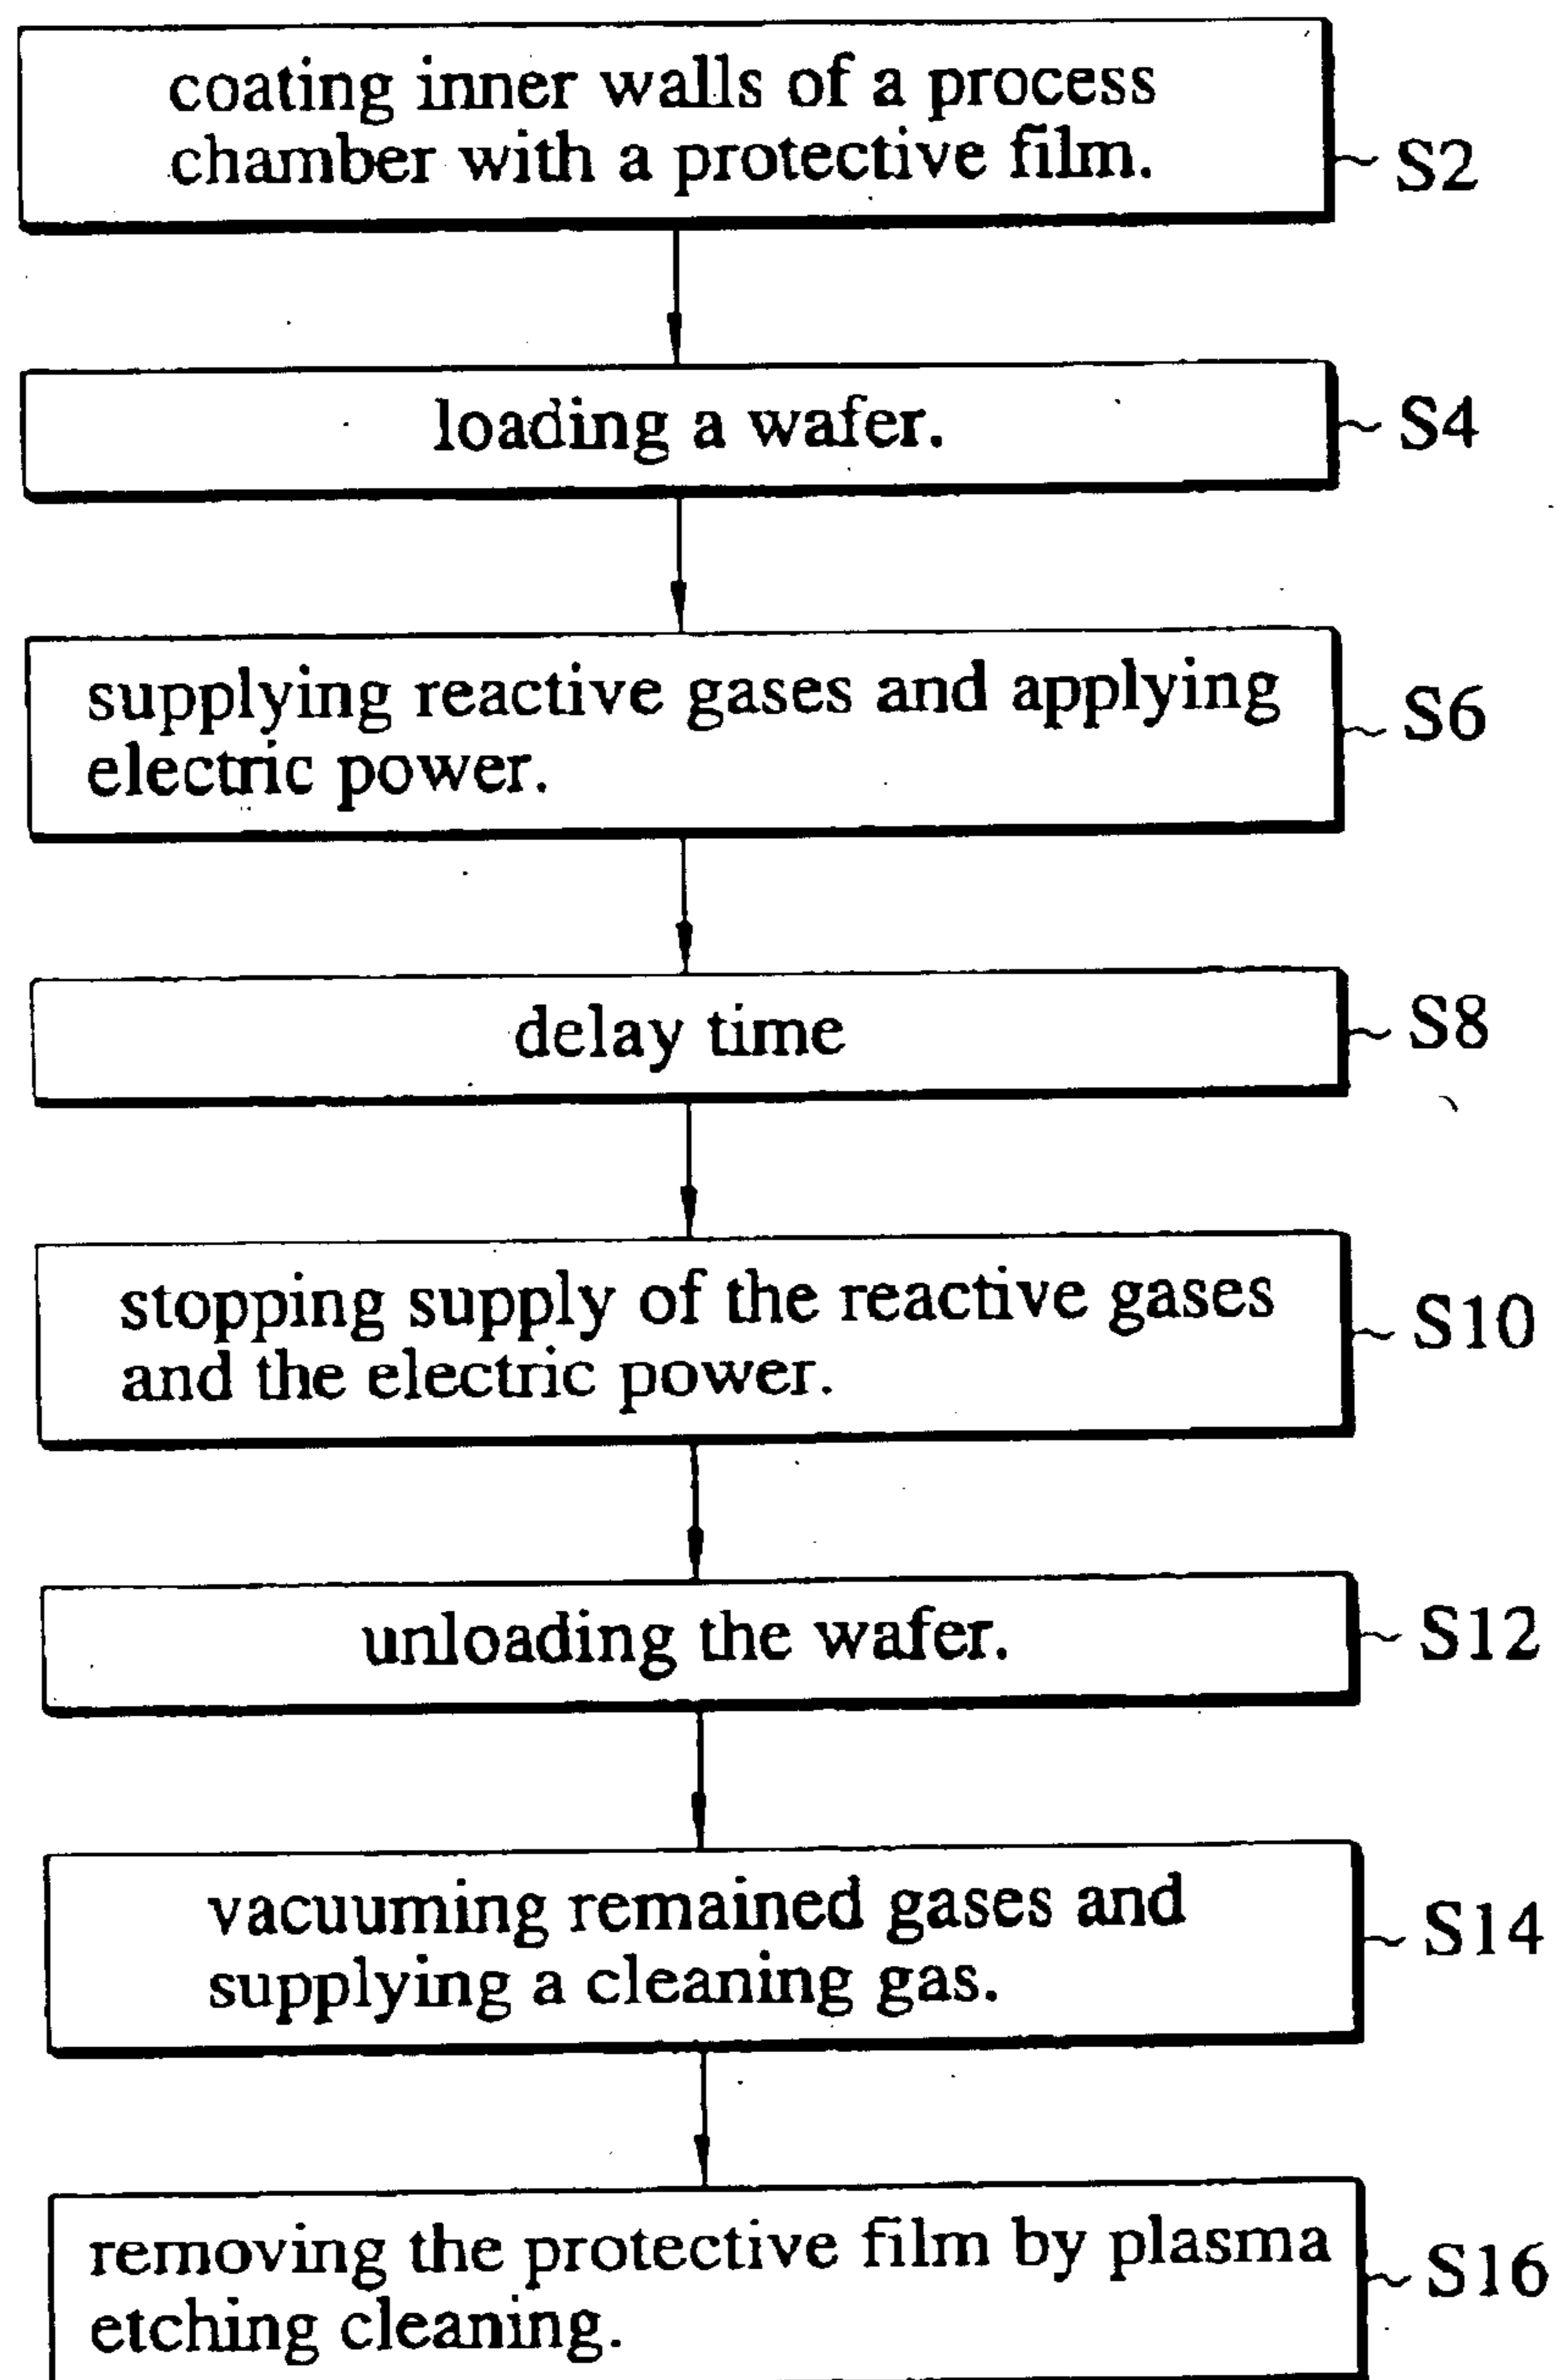 coating inner walls of a process
chamber with a protective film.
S2
loading a wafer.
S4
supplying reactive gases and applying
electric power.
S6
delay time
S8
stopping supply of the reactive gases
and the electric power.
S10
unloading the wafer.
S12
vacuuming remained gases and
supplying a cleaning gas.
S14
removing the protective film by plasma
etching cleaning.
S16